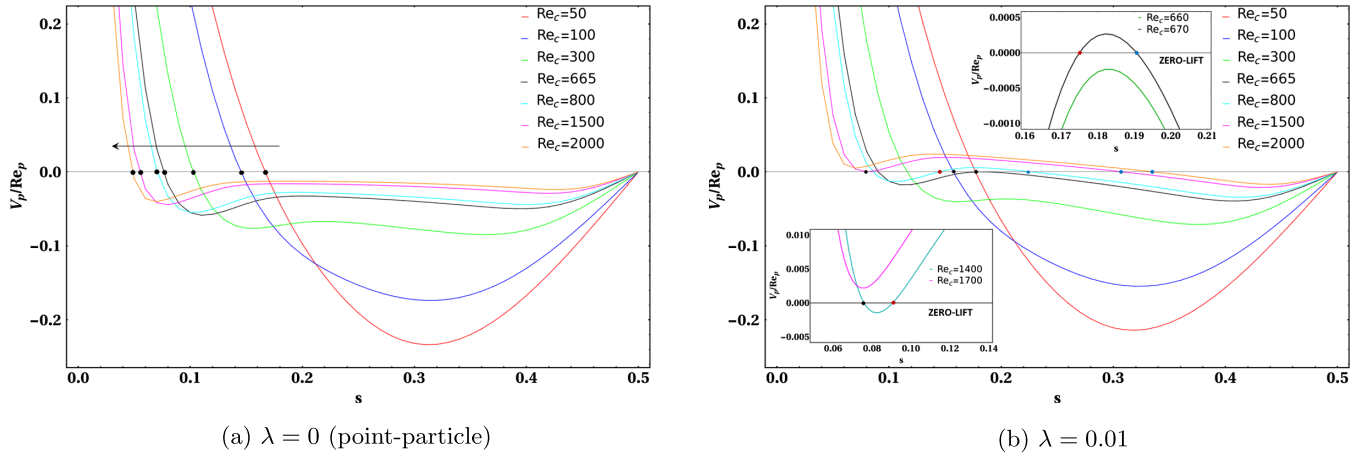 0.2
0.1
0.0
−0.1
−0.2
V_p/Re_p
0.0 0.1 0.2 0.3 0.4 0.5
s
Re_c=50
Re_c=100
Re_c=300
Re_c=665
Re_c=800
Re_c=1500
Re_c=2000
(a) λ = 0 (point-particle)
0.2
0.1
0.0
−0.1
−0.2
V_p/Re_p
0.0 0.1 0.2 0.3 0.4 0.5
s
Re_c=50
Re_c=100
Re_c=300
Re_c=665
Re_c=800
Re_c=1500
Re_c=2000
0.0005
0.0000
−0.0005
−0.0010
V_p/Re_p
0.16 0.17 0.18 0.19 0.20 0.21
s
Re_c=660
Re_c=670
ZERO-LIFT
0.010
0.005
0.000
−0.005
V_p/Re_p
0.06 0.08 0.10 0.12 0.14
s
Re_c=1400
Re_c=1700
ZERO-LIFT
(b) λ = 0.01